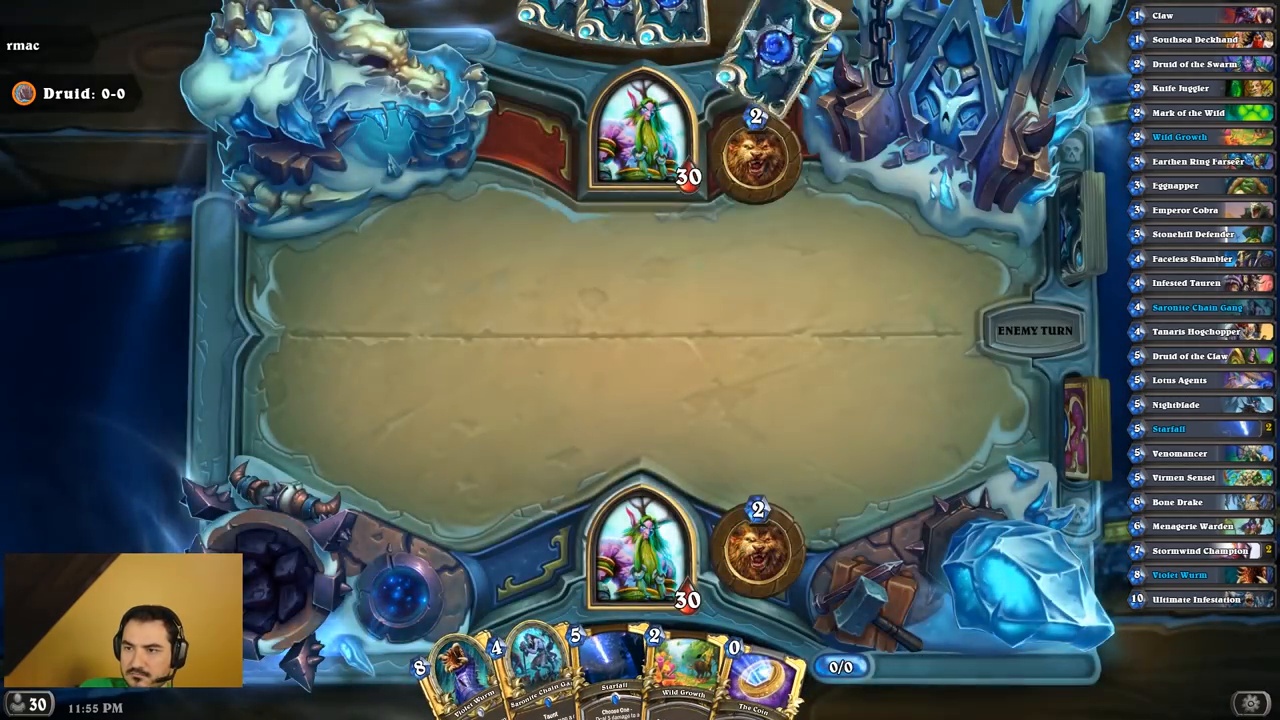 rmac
Druid: 0-0
2
30
ENEMY TURN
2
30
8
Violet Wurm
4
Saronite Chain Ga
Taunt
5
Starfall
Choose One -
2
Wild Growth
0
The Coin
0/0
30
11:55 PM
1 Claw
1 Southsea Deckhand
2 Druid of the Swarm
2 Knife Juggler
2 Mark of the Wild
2 Wild Growth
3 Earthen Ring Farseer
3 Eggnapper
3 Emperor Cobra
3 Stonehill Defender
4 Faceless Shambler
4 Infested Tauren
4 Saronite Chain Gang
4 Tanaris Hogchopper
5 Druid of the Claw
5 Lotus Agents
5 Nightblade
5 Starfall 2
5 Venomancer
5 Virmen Sensei
6 Bone Drake
6 Menagerie Warden
7 Stormwind Champion 2
8 Violet Wurm
10 Ultimate Infestation